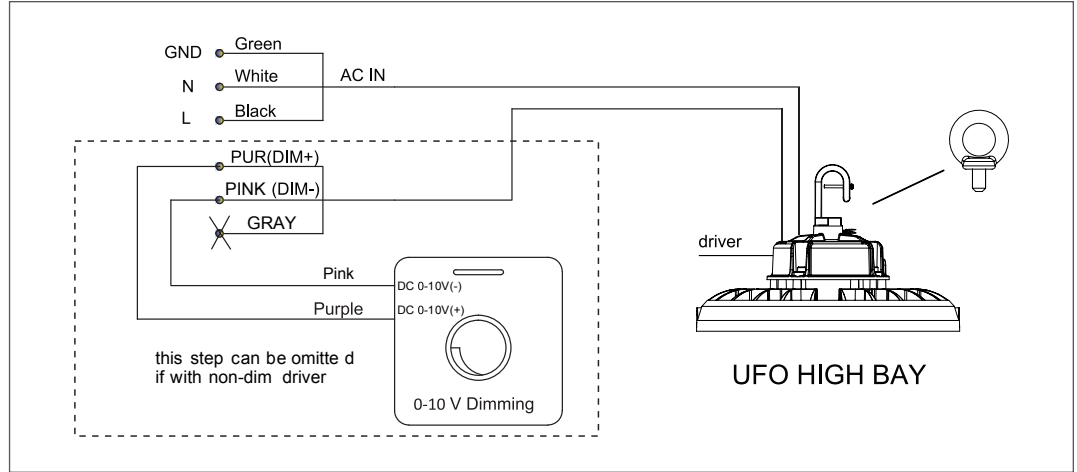 GND Green
N White AC IN
L Black
PUR(DIM+)
PINK (DIM-)
GRAY
driver
Pink
DC 0-10V(-)
Purple
DC 0-10V(+)
this step can be omitte d
if with non-dim driver
0-10 V Dimming
UFO HIGH BAY